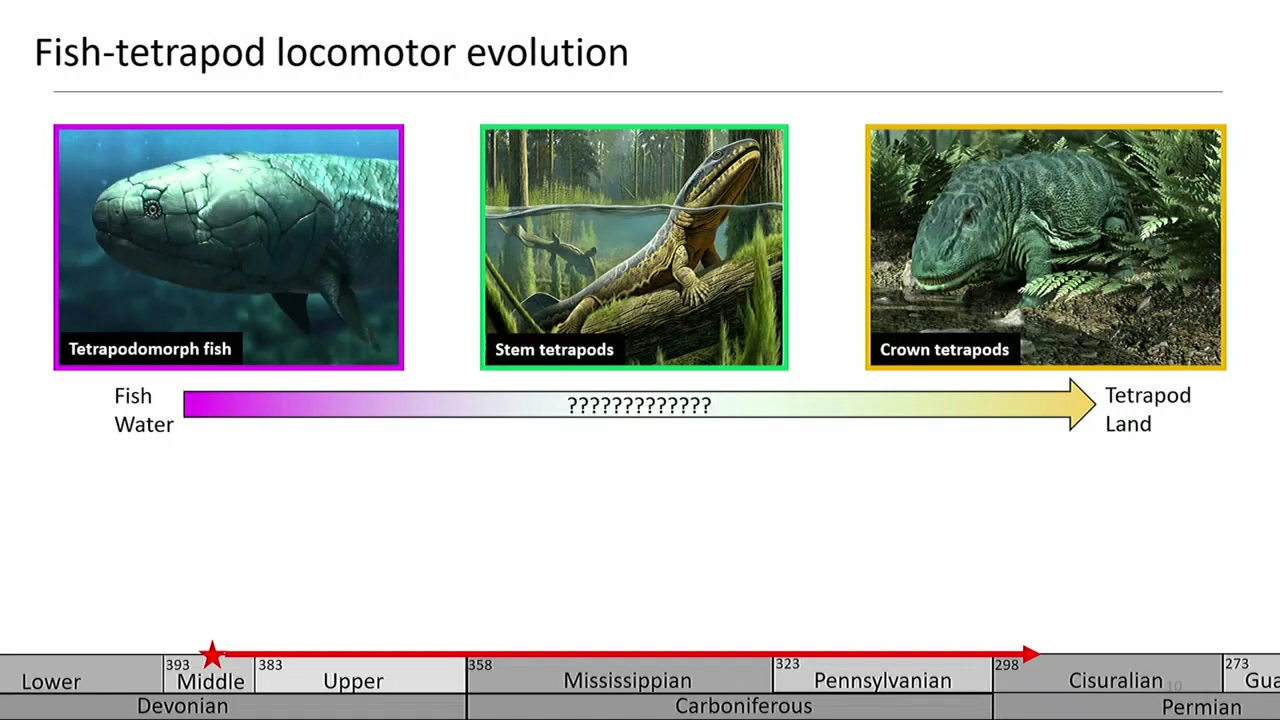 Fish-tetrapod locomotor evolution
Tetrapodomorph fish
Stem tetrapods
Crown tetrapods
Fish
Water
?????????????
Tetrapod
Land
393
383
358
323
298
273
Lower
Middle
Upper
Mississippian
Pennsylvanian
Cisuralian
10
Gua
Devonian
Carboniferous
Permian